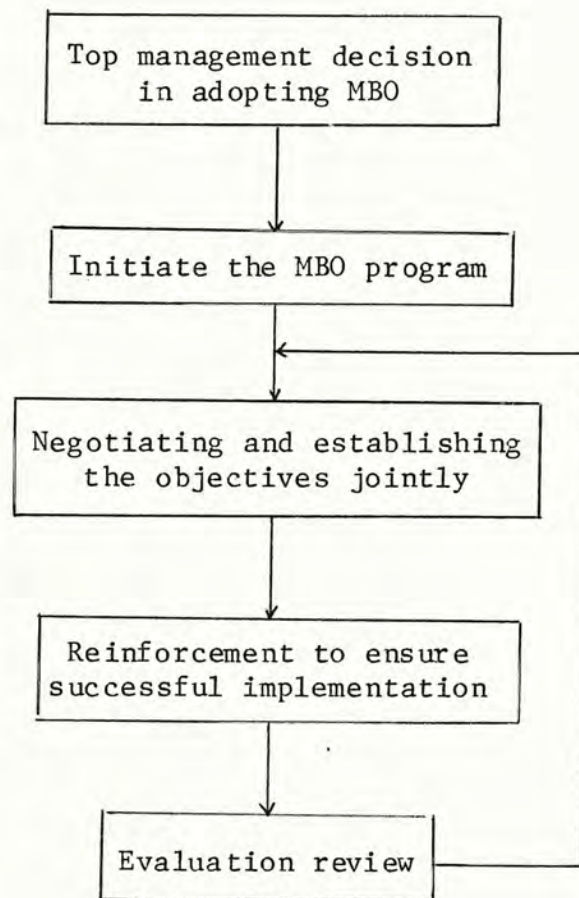 Top management decision
in adopting MBO
Initiate the MBO program
Negotiating and establishing
the objectives jointly
Reinforcement to ensure
successful implementation
Evaluation review